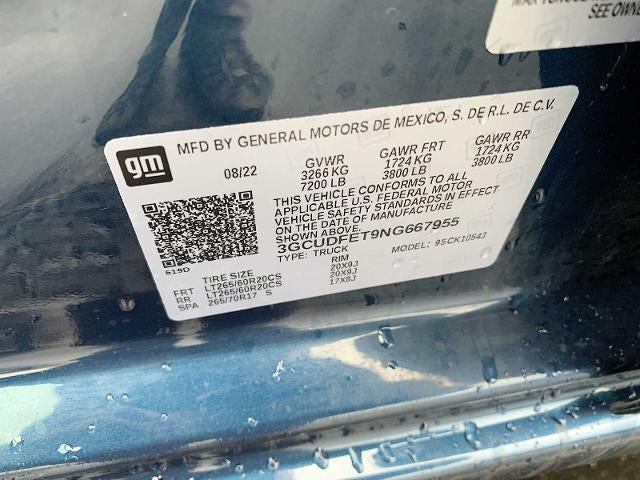 SEE OWNE
gm
MFD BY GENERAL MOTORS DE MEXICO, S. DE R.L. DE C.V.
08/22 GVWR GAWR FRT GAWR RR
3266 KG 1724 KG 1724 KG
7200 LB 3800 LB 3800 LB
THIS VEHICLE CONFORMS TO ALL
APPLICABLE U.S. FEDERAL MOTOR
VEHICLE SAFETY STANDARDS IN EFFECT
ON THE DATE OF MANUFACTURE
SHOWN ABOVE.
3GCUDFET9NG667955
TYPE: TRUCK MODEL: 95CK10543
619D
TIRE SIZE RIM
FRT LT265/60R20CS 20X9J
RR LT265/60R20CS 20X9J
SPA 265/70R17 S 17X8J